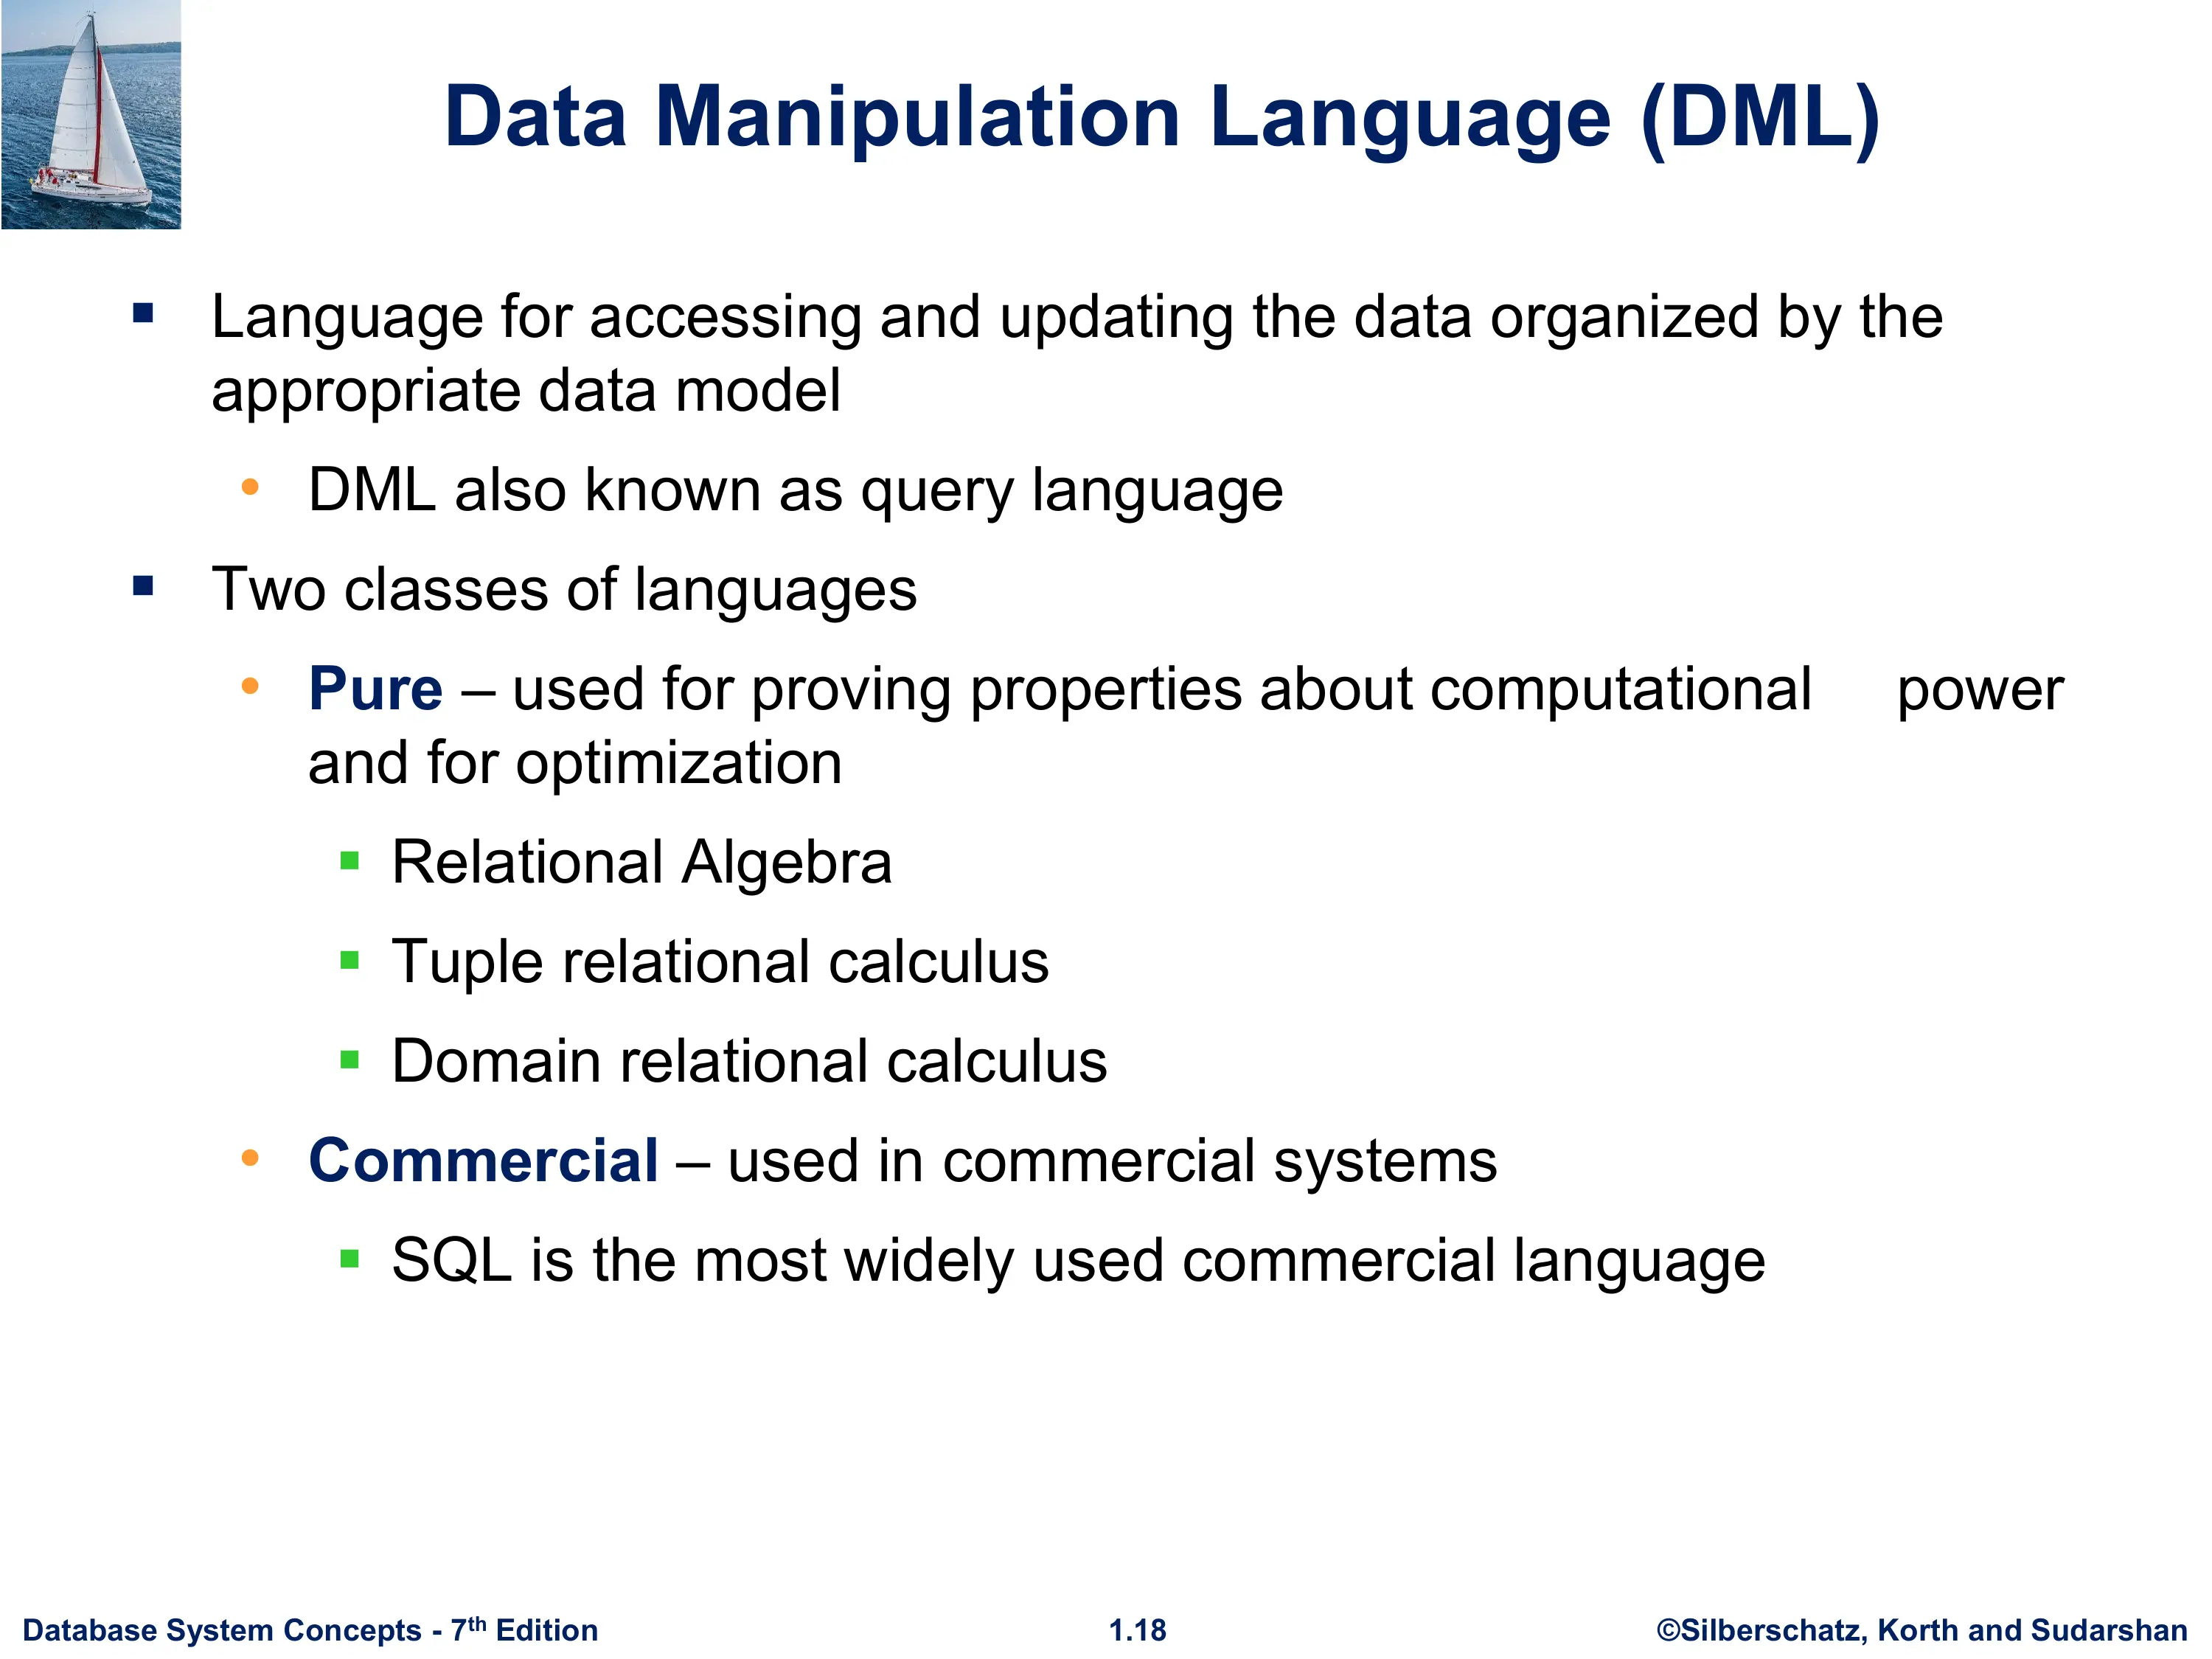 Data Manipulation Language (DML)
Language for accessing and updating the data organized by the
appropriate data model
DML also known as query language
Two classes of languages
Pure – used for proving properties about computational power
and for optimization
Relational Algebra
Tuple relational calculus
Domain relational calculus
Commercial – used in commercial systems
SQL is the most widely used commercial language
Database System Concepts - 7th Edition 1.18 ©Silberschatz, Korth and Sudarshan